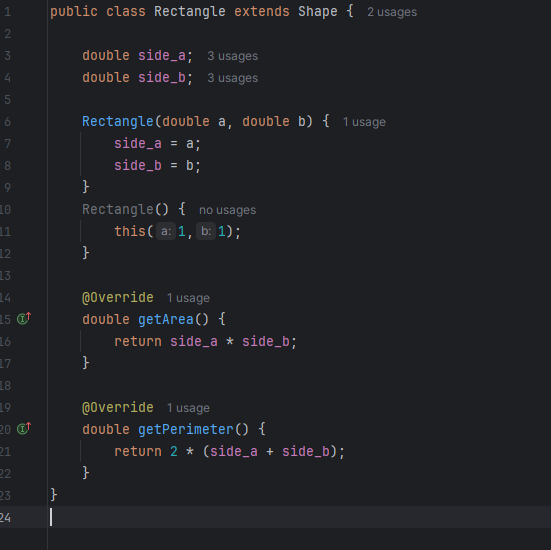 1 public class Rectangle extends Shape { 2 usages
2
3 double side_a; 3 usages
4 double side_b; 3 usages
5
6 Rectangle(double a, double b) { 1 usage
7 side_a = a;
8 side_b = b;
9 }
10 Rectangle() { no usages
11 this( a: 1, b: 1);
12 }
13
14 @Override 1 usage
15 double getArea() {
16 return side_a * side_b;
17 }
18
19 @Override 1 usage
20 double getPerimeter() {
21 return 2 * (side_a + side_b);
22 }
23 }
24